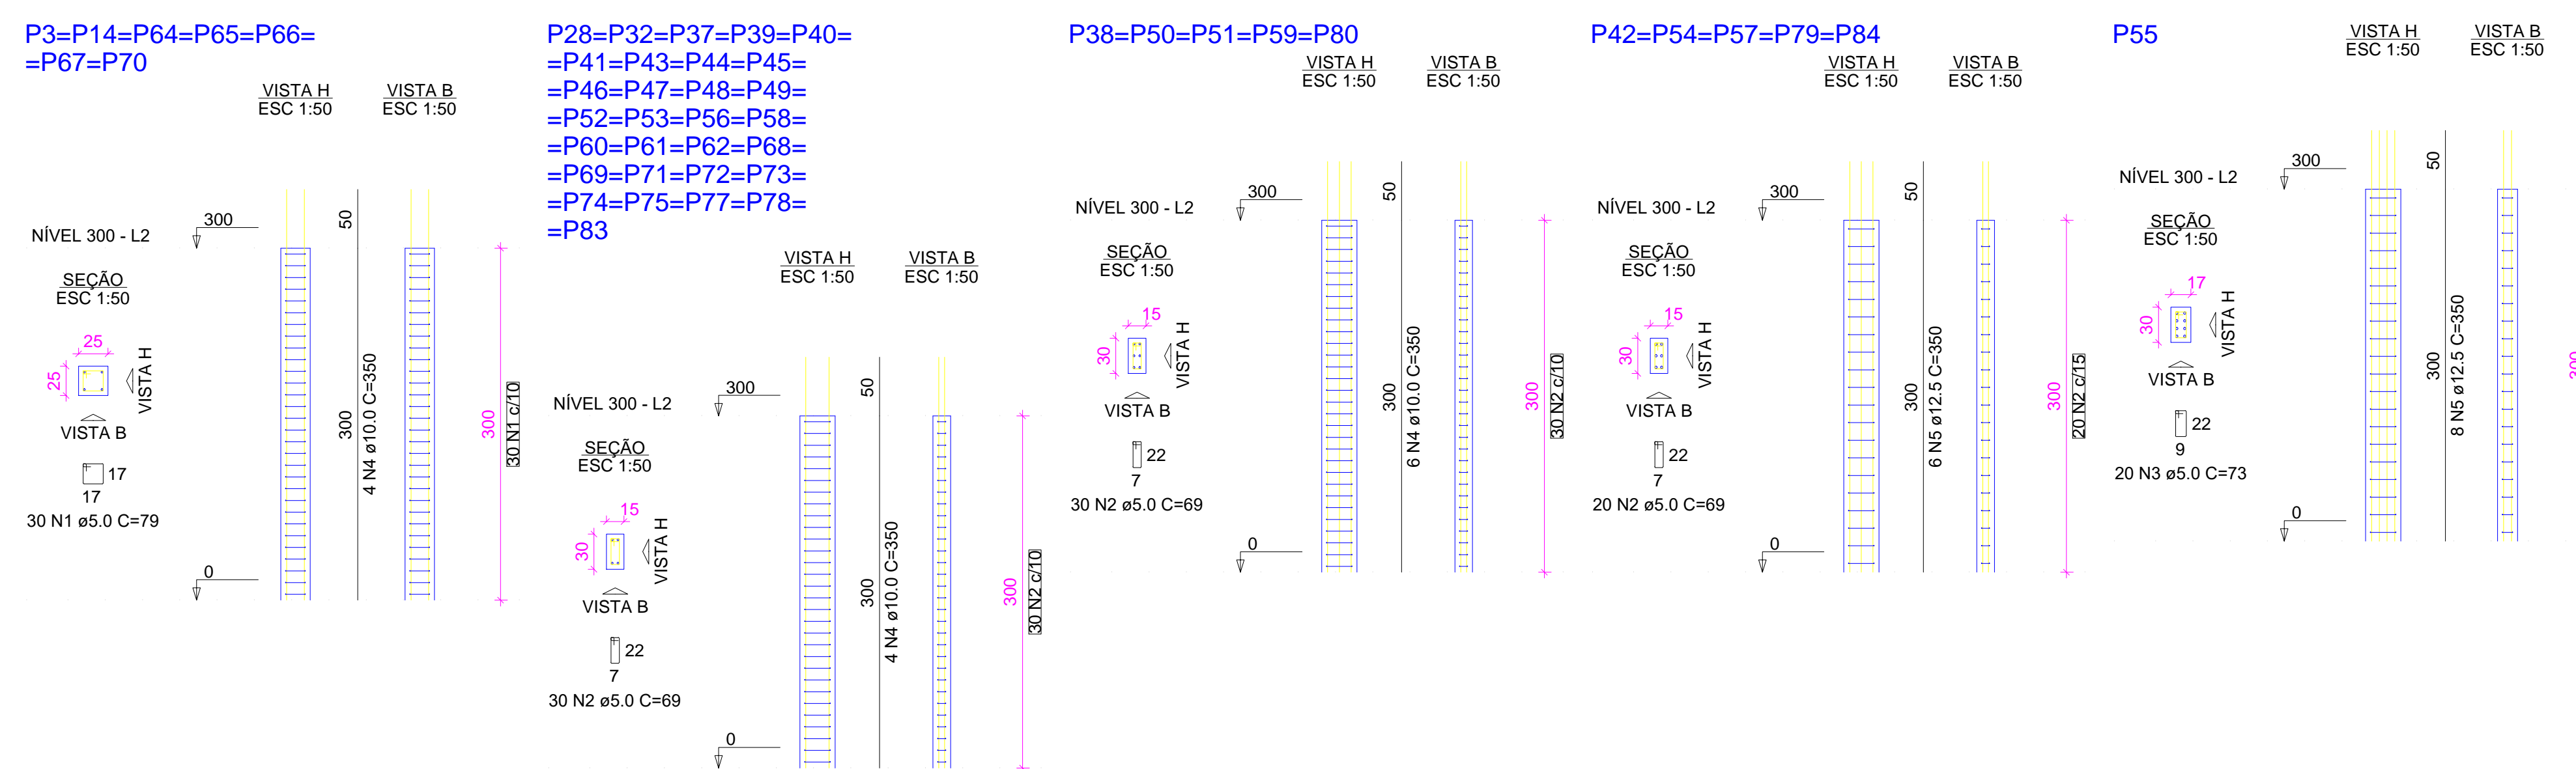 P3=P14=P64=P65=P66=
=P67=P70
VISTA H
ESC 1:50
VISTA B
ESC 1:50
NÍVEL 300 - L2
300
50
SEÇÃO
ESC 1:50
25
25
VISTA H
VISTA B
17
17
30 N1 ø5.0 C=79
0
300
4 N4 ø10.0 C=350
300
30 N1 c/10
P28=P32=P37=P39=P40=
=P41=P43=P44=P45=
=P46=P47=P48=P49=
=P52=P53=P56=P58=
=P60=P61=P62=P68=
=P69=P71=P72=P73=
=P74=P75=P77=P78=
=P83
VISTA H
ESC 1:50
VISTA B
ESC 1:50
NÍVEL 300 - L2
300
50
SEÇÃO
ESC 1:50
15
30
VISTA H
VISTA B
22
7
30 N2 ø5.0 C=69
0
300
4 N4 ø10.0 C=350
300
30 N2 c/10
P38=P50=P51=P59=P80
VISTA H
ESC 1:50
VISTA B
ESC 1:50
NÍVEL 300 - L2
300
50
SEÇÃO
ESC 1:50
15
30
VISTA H
VISTA B
22
7
30 N2 ø5.0 C=69
0
300
6 N4 ø10.0 C=350
300
30 N2 c/10
P42=P54=P57=P79=P84
VISTA H
ESC 1:50
VISTA B
ESC 1:50
NÍVEL 300 - L2
300
50
SEÇÃO
ESC 1:50
15
30
VISTA H
VISTA B
22
7
20 N2 ø5.0 C=69
0
300
6 N5 ø12.5 C=350
300
20 N2 c/15
P55
VISTA H
ESC 1:50
VISTA B
ESC 1:50
NÍVEL 300 - L2
300
50
SEÇÃO
ESC 1:50
17
30
VISTA H
VISTA B
22
9
20 N3 ø5.0 C=73
0
300
8 N5 ø12.5 C=350
300